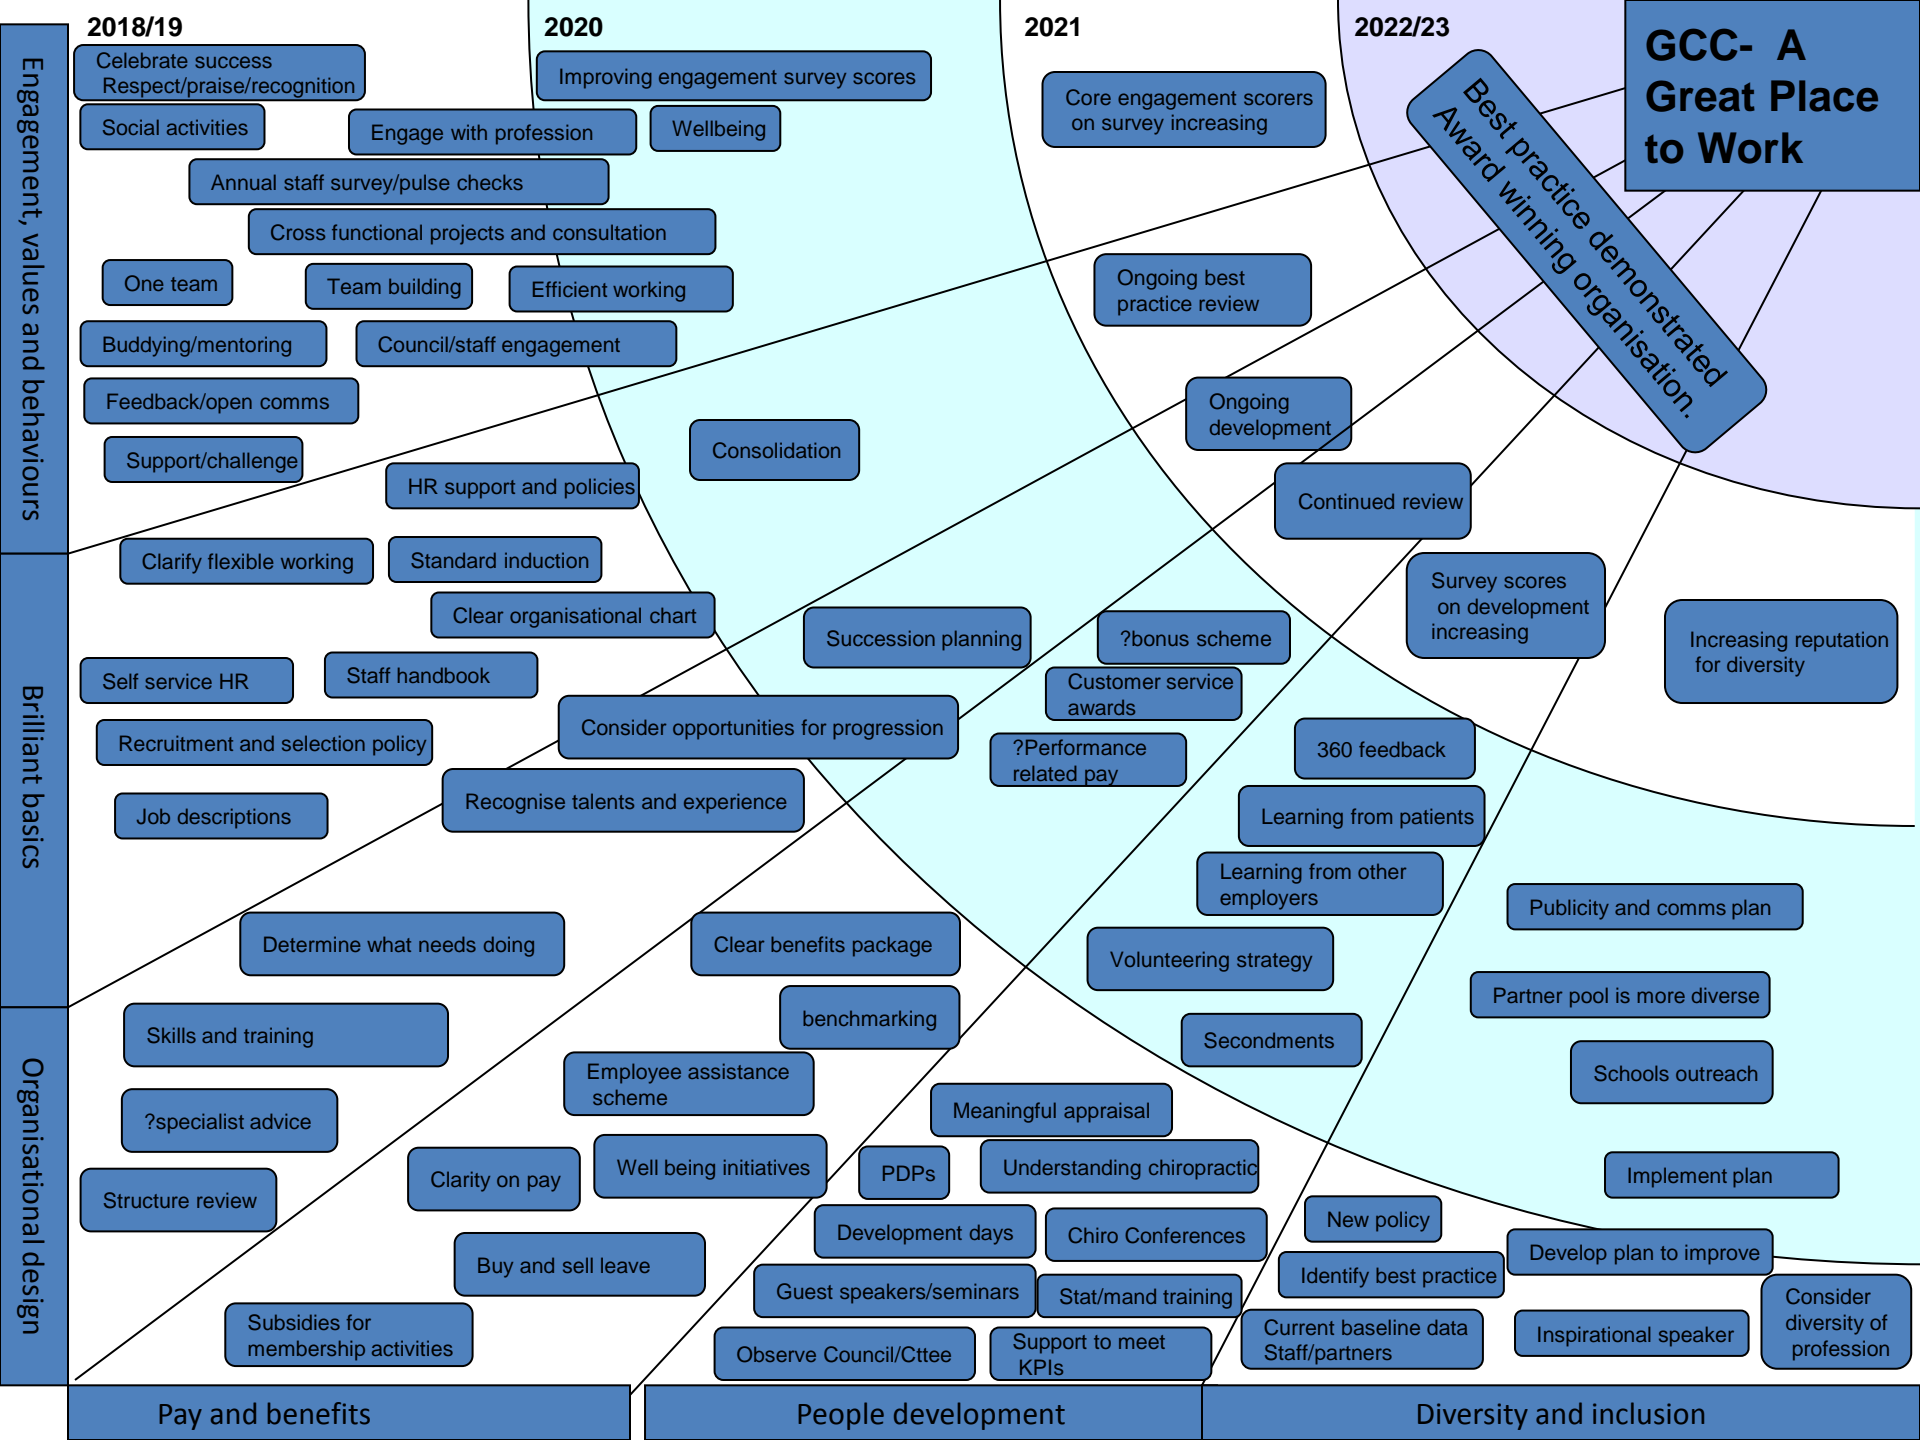 2018/19
2020
2021
2022/23
GCC- A
Great Place
to Work
Best practice demonstrated
Award winning organisation.
Engagement, values and behaviours
Celebrate success
Respect/praise/recognition
Improving engagement survey scores
Core engagement scorers
on survey increasing
Social activities
Engage with profession
Wellbeing
Annual staff survey/pulse checks
Cross functional projects and consultation
One team
Team building
Efficient working
Ongoing best
practice review
Buddying/mentoring
Council/staff engagement
Feedback/open comms
Ongoing
development
Support/challenge
Consolidation
HR support and policies
Continued review
Brilliant basics
Clarify flexible working
Standard induction
Clear organisational chart
Survey scores
on development
increasing
Succession planning
?bonus scheme
Increasing reputation
for diversity
Self service HR
Staff handbook
Customer service
awards
Recruitment and selection policy
Consider opportunities for progression
?Performance
related pay
360 feedback
Job descriptions
Recognise talents and experience
Learning from patients
Learning from other
employers
Publicity and comms plan
Determine what needs doing
Clear benefits package
Volunteering strategy
Partner pool is more diverse
Organisational design
Skills and training
benchmarking
Secondments
Schools outreach
Employee assistance
scheme
?specialist advice
Meaningful appraisal
Structure review
Clarity on pay
Well being initiatives
PDPs
Understanding chiropractic
Implement plan
New policy
Development days
Chiro Conferences
Develop plan to improve
Buy and sell leave
Guest speakers/seminars
Stat/mand training
Identify best practice
Consider
diversity of
profession
Subsidies for
membership activities
Observe Council/Cttee
Support to meet
KPIs
Current baseline data
Staff/partners
Inspirational speaker
Pay and benefits
People development
Diversity and inclusion